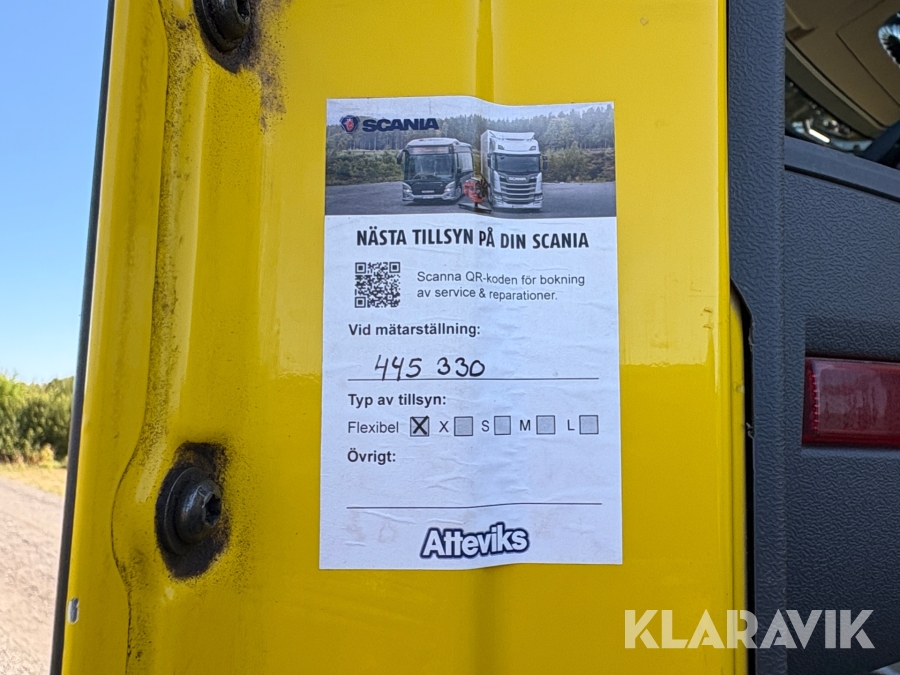 SCANIA
NÄSTA TILLSYN PÅ DIN SCANIA
Scanna QR-koden för bokning
av service & reparationer.
Vid mätarställning:
445 330
Typ av tillsyn:
Flexibel X X S M L
Övrigt:
Atteviks
KLARAVIK